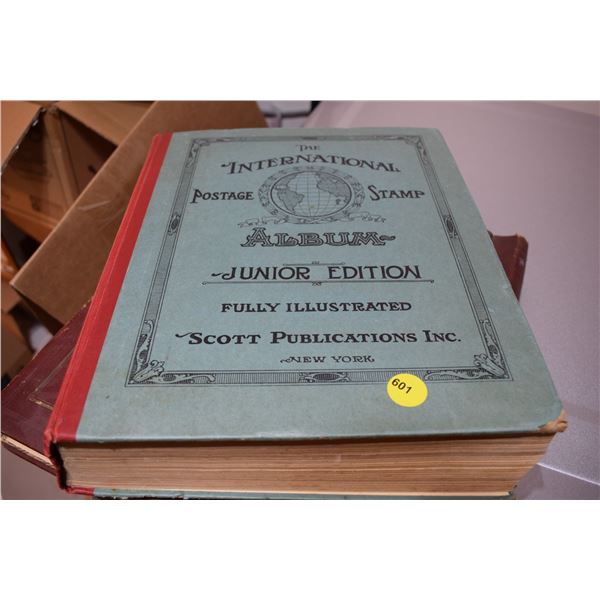 The
International
Postage Stamp
Album
Junior Edition
Fully Illustrated
Scott Publications Inc.
New York
601